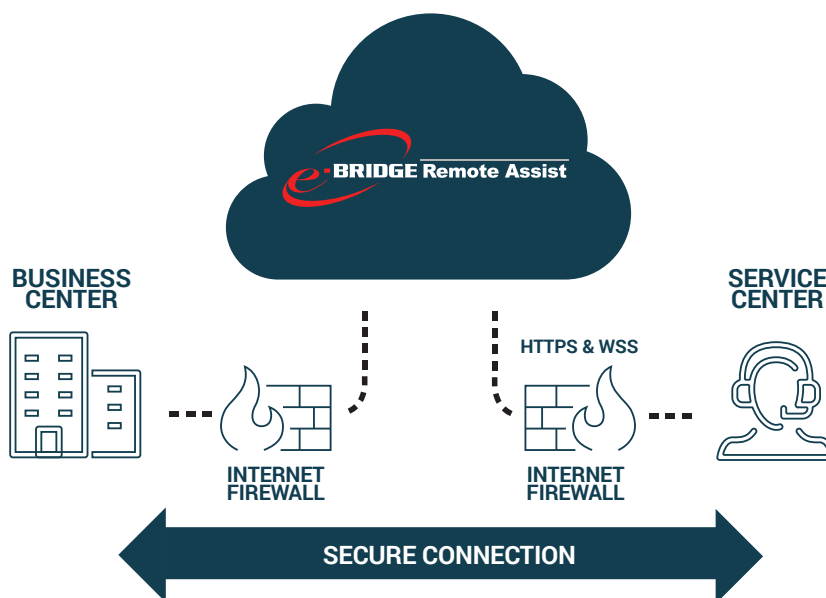 e-BRIDGE Remote Assist
BUSINESS
CENTER
SERVICE
CENTER
HTTPS & WSS
INTERNET
FIREWALL
INTERNET
FIREWALL
SECURE CONNECTION